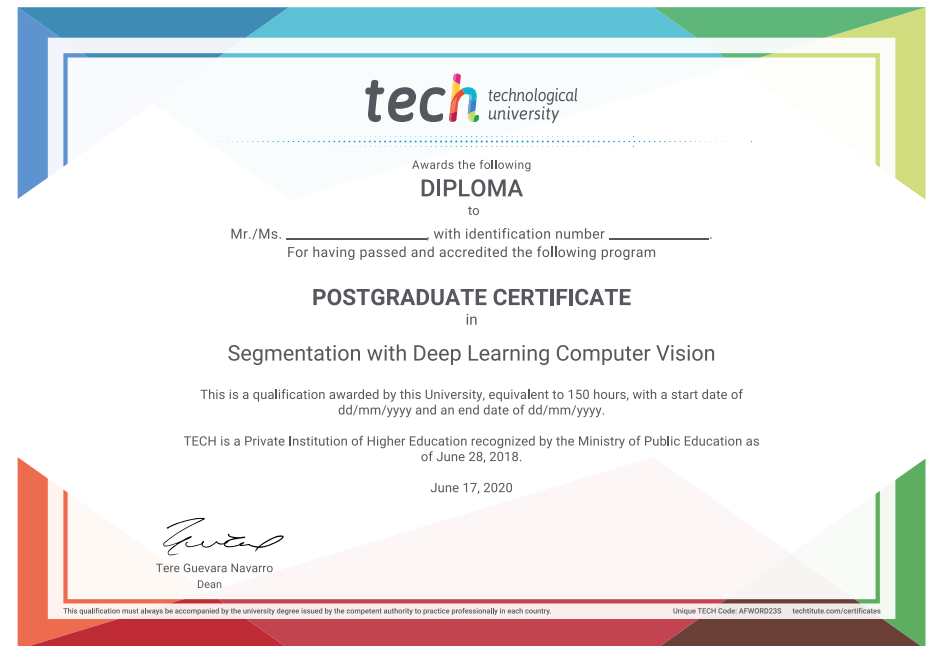 tech technological
university
Awards the following
DIPLOMA
to
Mr./Ms. ____________________, with identification number ______________.
For having passed and accredited the following program
POSTGRADUATE CERTIFICATE
in
Segmentation with Deep Learning Computer Vision
This is a qualification awarded by this University, equivalent to 150 hours, with a start date of
dd/mm/yyyy and an end date of dd/mm/yyyy.
TECH is a Private Institution of Higher Education recognized by the Ministry of Public Education as
of June 28, 2018.
June 17, 2020
Tere Guevara Navarro
Dean
This qualification must always be accompanied by the university degree issued by the competent authority to practice professionally in each country.
Unique TECH Code: AFWORD23S techtitute.com/certificates